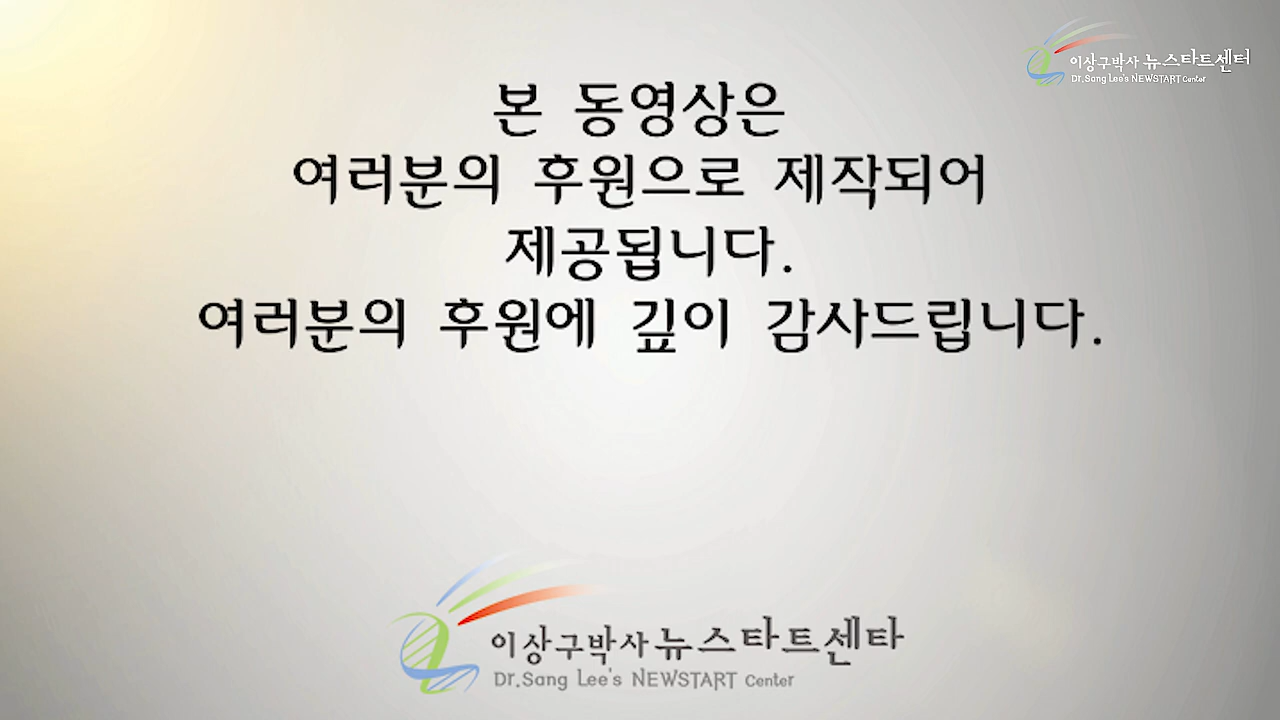 이상구박사 뉴스타트센터
Dr.Sang Lee's NEWSTART Center
본 동영상은
여러분의 후원으로 제작되어
제공됩니다.
여러분의 후원에 깊이 감사드립니다.
이상구박사 뉴스타트센타
Dr.Sang Lee's NEWSTART Center